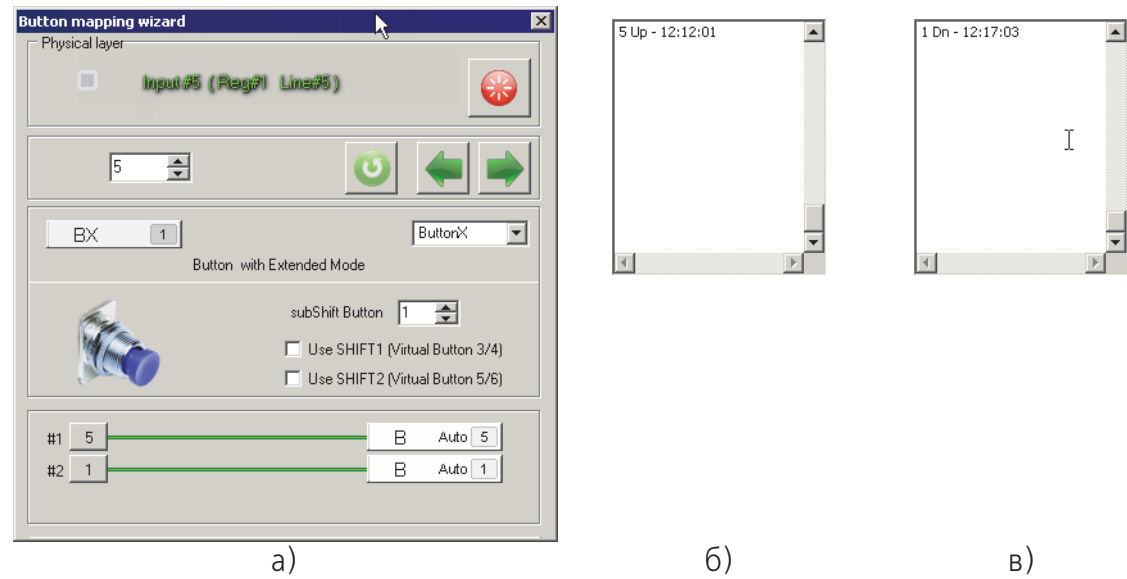 Button mapping wizard
Physical layer
Input#5 (Reg#1 Line#5)
5
BX 1
ButtonX
Button with Extended Mode
subShift Button 1
Use SHIFT1 (Virtual Button 3/4)
Use SHIFT2 (Virtual Button 5/6)
#1 5 B Auto 5
#2 1 B Auto 1
а)
5 Up - 12:12:01
б)
1 Dn - 12:17:03
в)